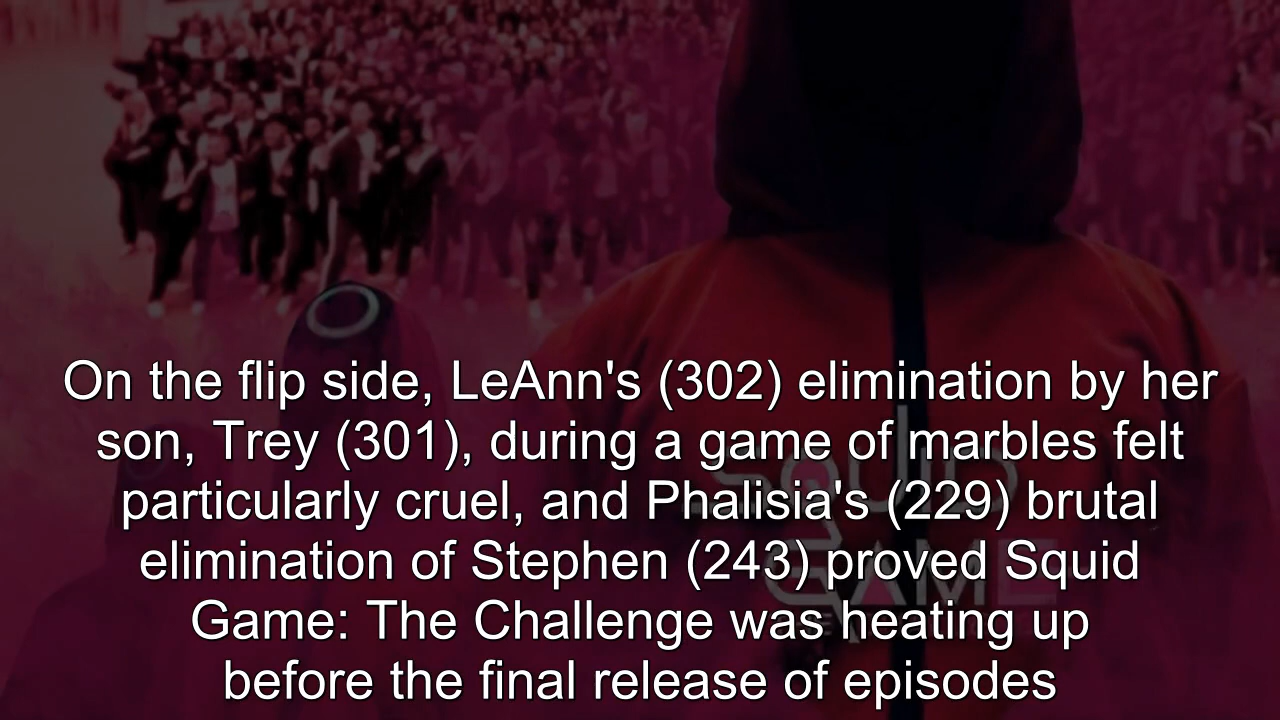 On the flip side, LeAnn's (302) elimination by her
son, Trey (301), during a game of marbles felt
particularly cruel, and Phalisia's (229) brutal
elimination of Stephen (243) proved Squid
Game: The Challenge was heating up
before the final release of episodes
SQUID
GAME